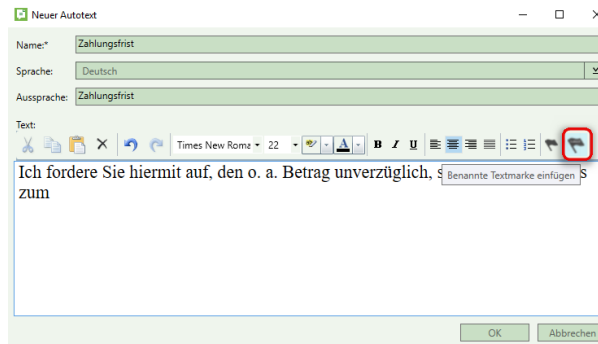 Neuer Autotext
Name:* Zahlungsfrist
Sprache: Deutsch
Aussprache: Zahlungsfrist
Text:
Times New Roma 22 A B I U
Ich fordere Sie hiermit auf, den o. a. Betrag unverzüglich, s
Benannte Textmarke einfügen
zum
OK Abbrechen